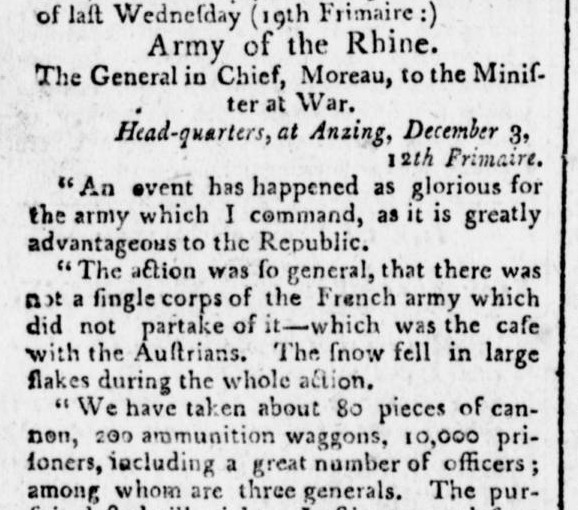 of laſt Wedneſday (19th Frimaire:)
Army of the Rhine.
The General in Chief, Moreau, to the Miniſ-
ter at War.
Head-quarters, at Anzing, December 3,
12th Frimaire.
"An event has happened as glorious for
the army which I command, as it is greatly
advantageous to the Republic.
"The action was ſo general, that there was
not a ſingle corps of the French army which
did not partake of it—which was the caſe
with the Auſtrians. The ſnow fell in large
flakes during the whole action.
"We have taken about 80 pieces of can-
non, 200 ammunition waggons, 10,000 pri-
ſoners, including a great number of officers;
among whom are three generals. The pur-